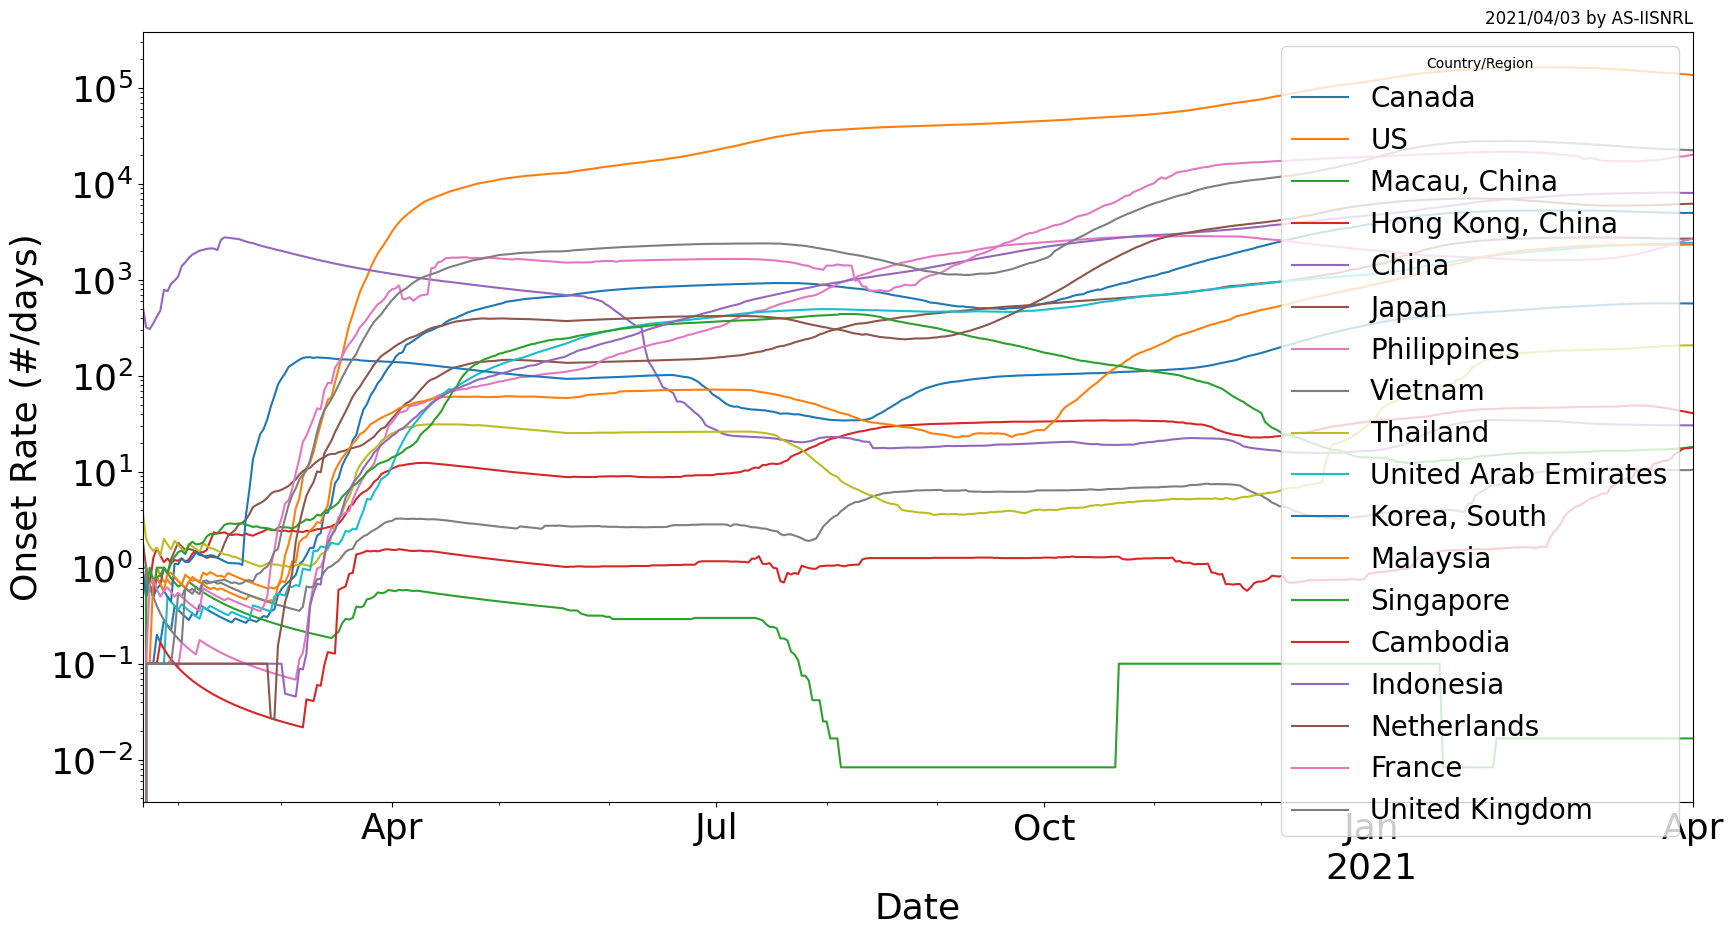 2021/04/03 by AS-IISNRL
Country/Region
Canada
US
Macau, China
Hong Kong, China
China
Japan
Philippines
Vietnam
Thailand
United Arab Emirates
Korea, South
Malaysia
Singapore
Cambodia
Indonesia
Netherlands
France
United Kingdom
Onset Rate (#/days)
10^5
10^4
10^3
10^2
10^1
10^0
10^−1
10^−2
Apr Jul Oct Jan Apr
2021
Date